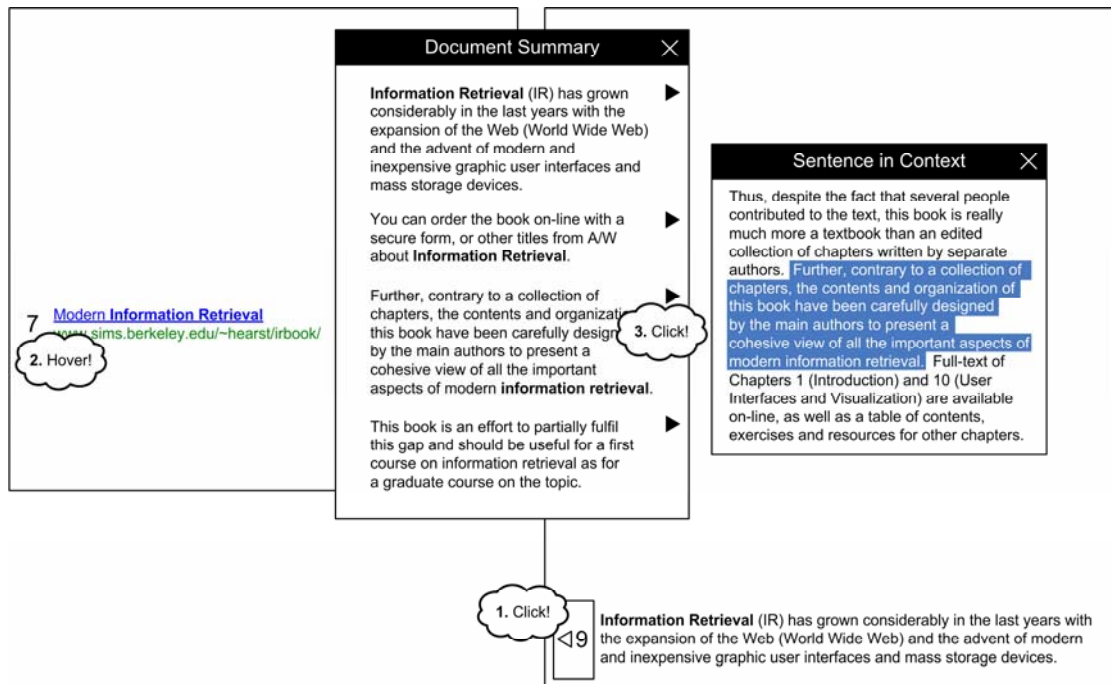 Document Summary
Information Retrieval (IR) has grown
considerably in the last years with the
expansion of the Web (World Wide Web)
and the advent of modern and
inexpensive graphic user interfaces and
mass storage devices.
You can order the book on-line with a
secure form, or other titles from A/W
about Information Retrieval.
Further, contrary to a collection of
chapters, the contents and
this book have been carefully
by the main authors to present a
cohesive view of all the important
aspects of modern information retrieval.
This book is an effort to partially fulfil
this gap and should be useful for a first
course on information retrieval as for
a graduate course on the topic.
Sentence in Context
Thus, despite the fact that several people
contributed to the text, this book is really
much more a textbook than an edited
collection of chapters written by separate
authors. Further, contrary to a collection of
chapters, the contents and organization of
this book have been carefully designed
by the main authors to present a
cohesive view of all the important aspects of
modern information retrieval. Full-text of
Chapters 1 (Introduction) and 10 (User
Interfaces and Visualization) are available
on-line, as well as a table of contents,
exercises and resources for other chapters.
7
Modern Information Retrieval
www.sims.berkeley.edu/~hearst/irbook/
2. Hover!
3. Click!
1. Click!
◁9
Information Retrieval (IR) has grown considerably in the last years with
the expansion of the Web (World Wide Web) and the advent of modern
and inexpensive graphic user interfaces and mass storage devices.